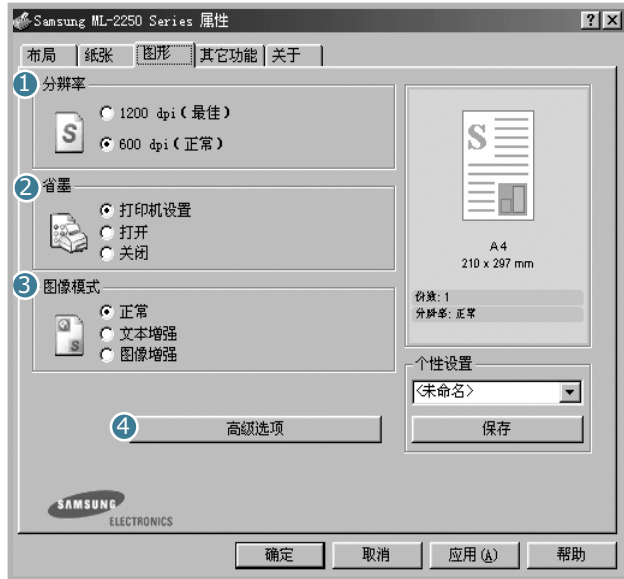 Samsung ML-2250 Series 属性
布局 纸张 图形 其它功能 关于
1 分辨率
1200 dpi(最佳)
600 dpi(正常)
2 省墨
打印机设置
打开
关闭
3 图像模式
正常
文本增强
图像增强
4 高级选项
S
A4
210 x 297 mm
份数: 1
分辨率: 正常
个性设置
<未命名>
保存
SAMSUNG
ELECTRONICS
确定 取消 应用(A) 帮助